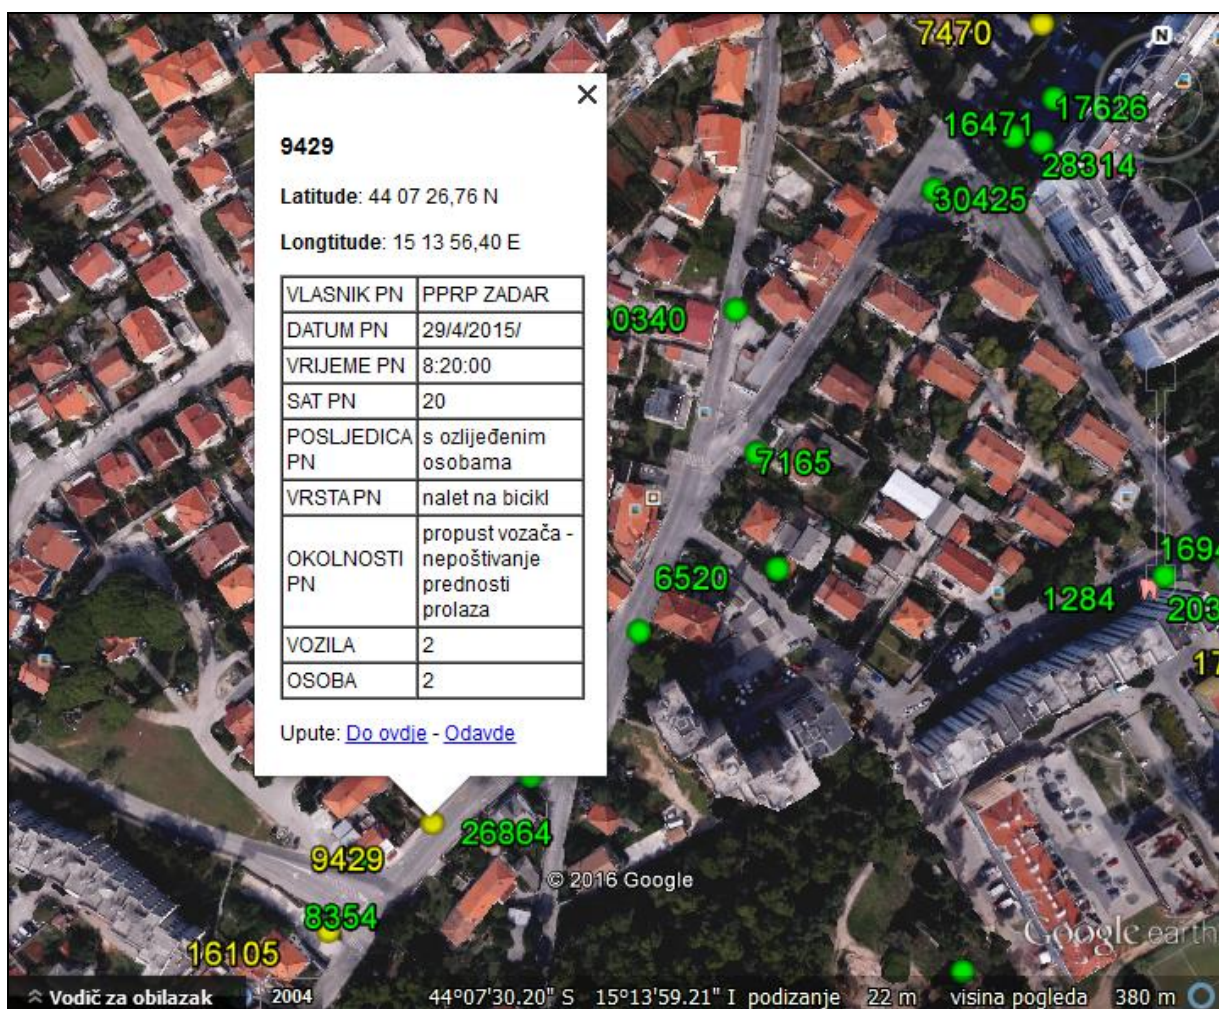 7470
N
17626
16471
28314
30425
9429
Latitude: 44 07 26,76 N
Longtitude: 15 13 56,40 E
VLASNIK PN PPRP ZADAR
DATUM PN 29/4/2015/
VRIJEME PN 8:20:00
SAT PN 20
POSLJEDICA PN s ozlijeđenim osobama
VRSTA PN nalet na bicikl
OKOLNOSTI PN propust vozača - nepoštivanje prednosti prolaza
VOZILA 2
OSOBA 2
Upute: Do ovdje - Odavde
0340
7165
6520
1694
1284
203
17
26864
9429
© 2016 Google
8354
16105
Google earth
Vodič za obilazak 2004 44°07'30.20" S 15°13'59.21" I podizanje 22 m visina pogleda 380 m